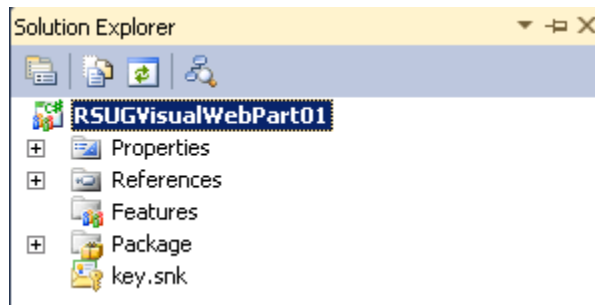 Solution Explorer
RSUGVisualWebPart01
Properties
References
Features
Package
key.snk